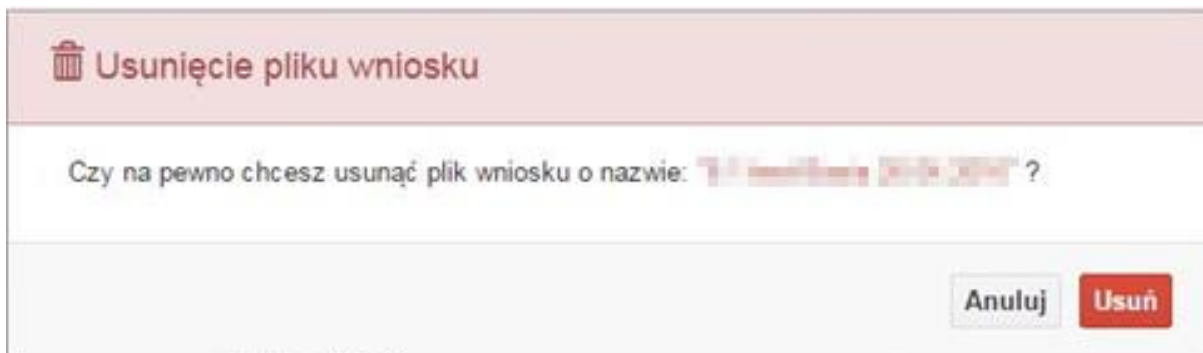 Usunięcie pliku wniosku
Czy na pewno chcesz usunąć plik wniosku o nazwie: ?
Anuluj Usuń